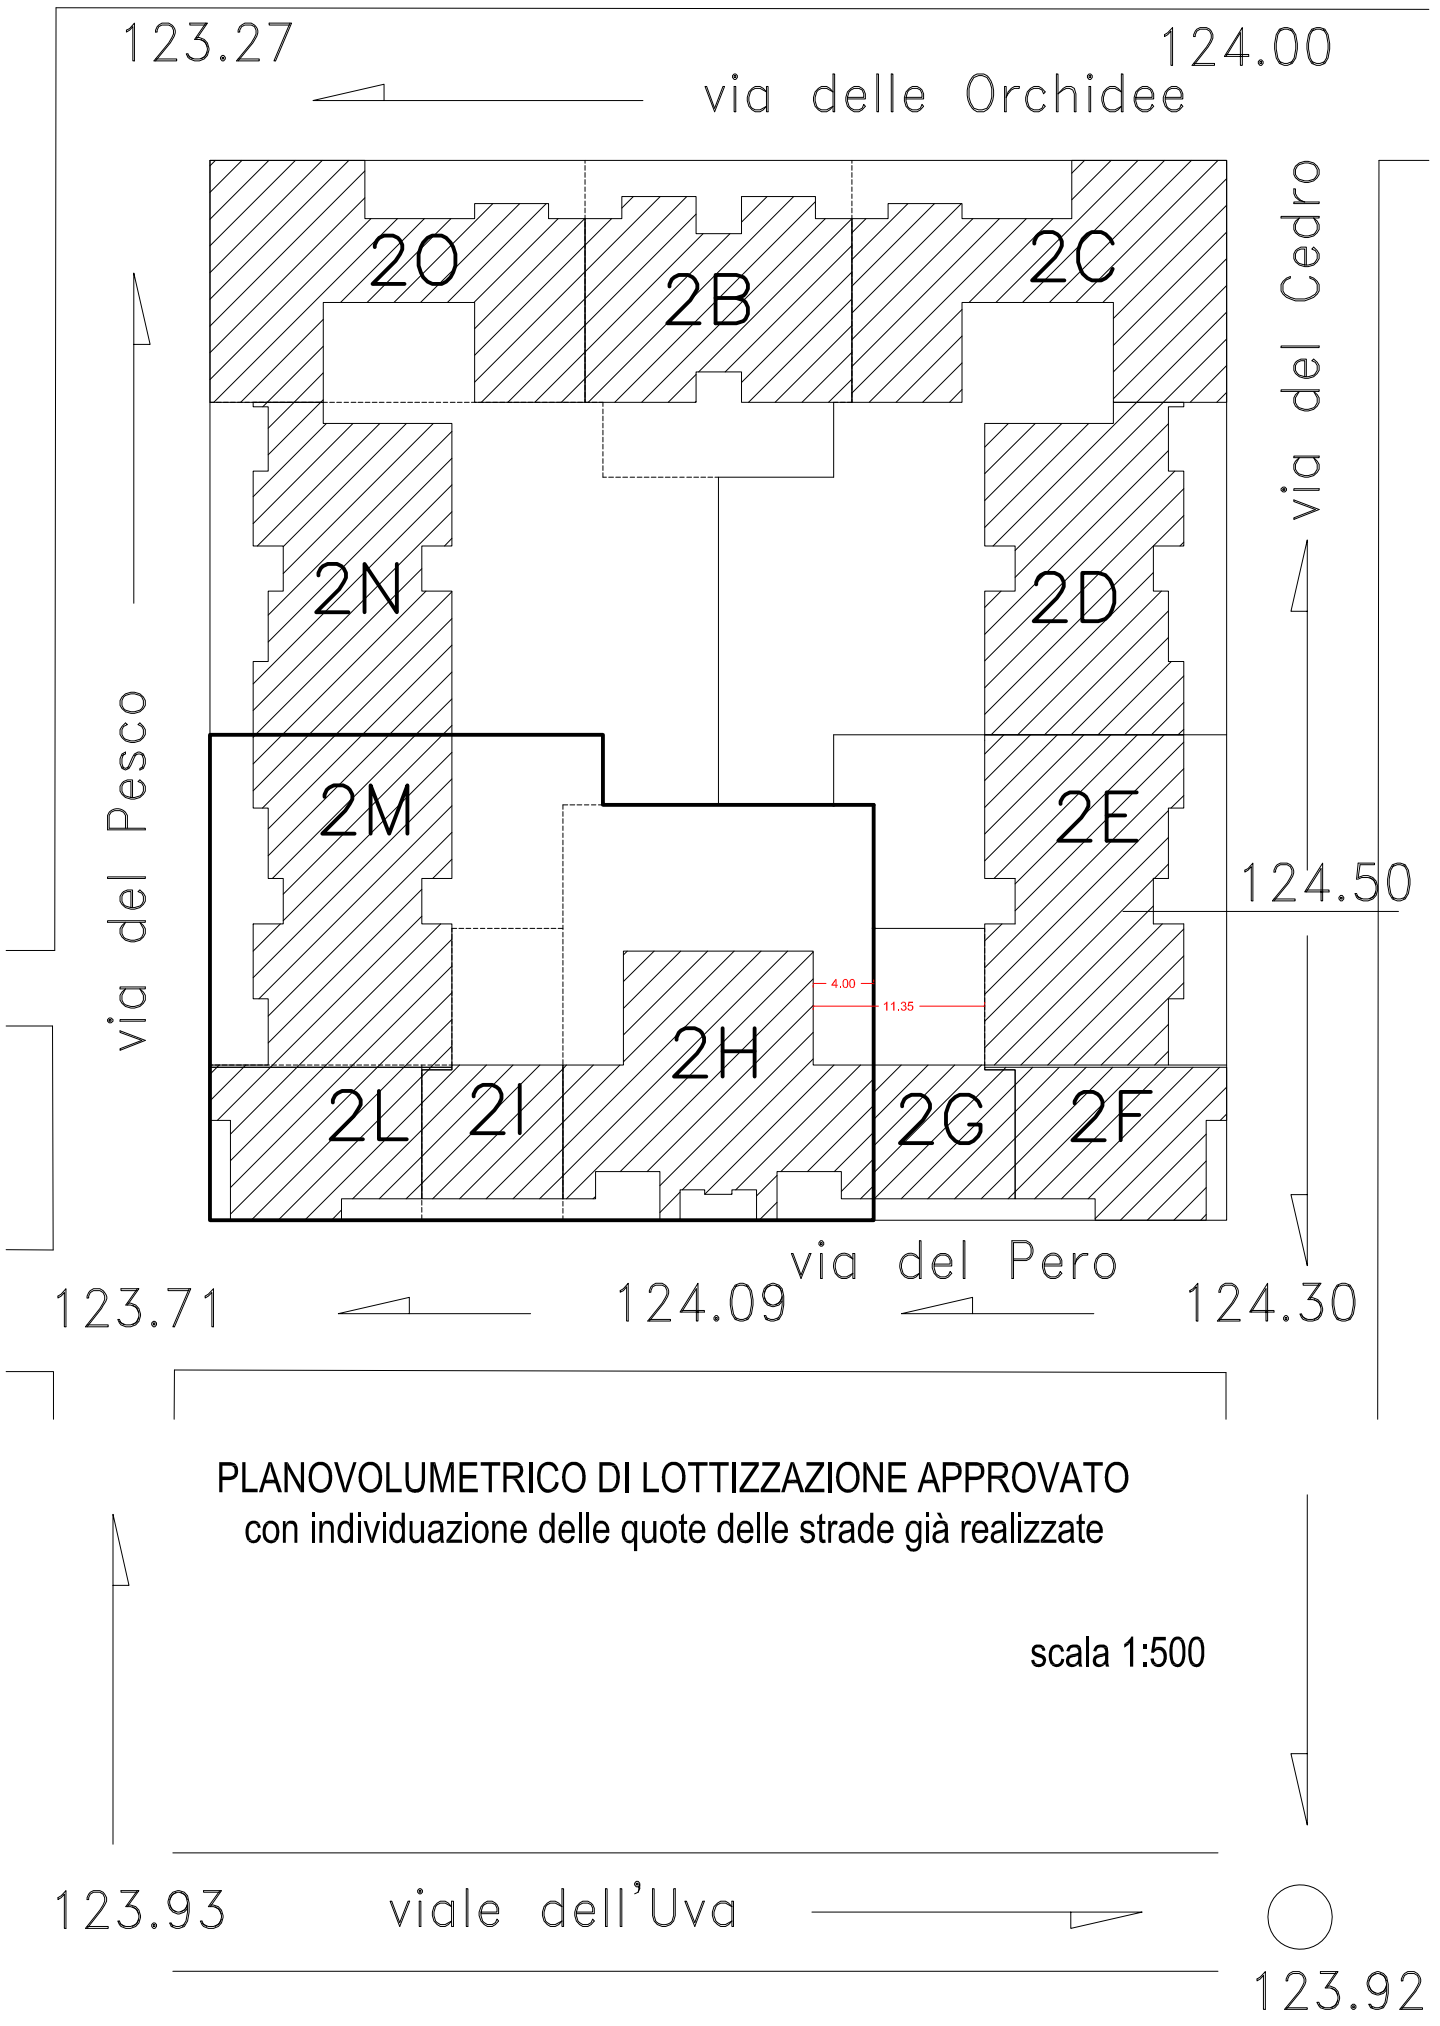 123.27
124.00
via delle Orchidee
via del Cedro
2O
2B
2C
2N
2D
via del Pesco
2M
2E
124.50
4.00
11.35
2H
2L
2I
2G
2F
via del Pero
123.71
124.09
124.30
PLANOVOLUMETRICO DI LOTTIZZAZIONE APPROVATO
con individuazione delle quote delle strade già realizzate
scala 1:500
123.93
viale dell'Uva
123.92